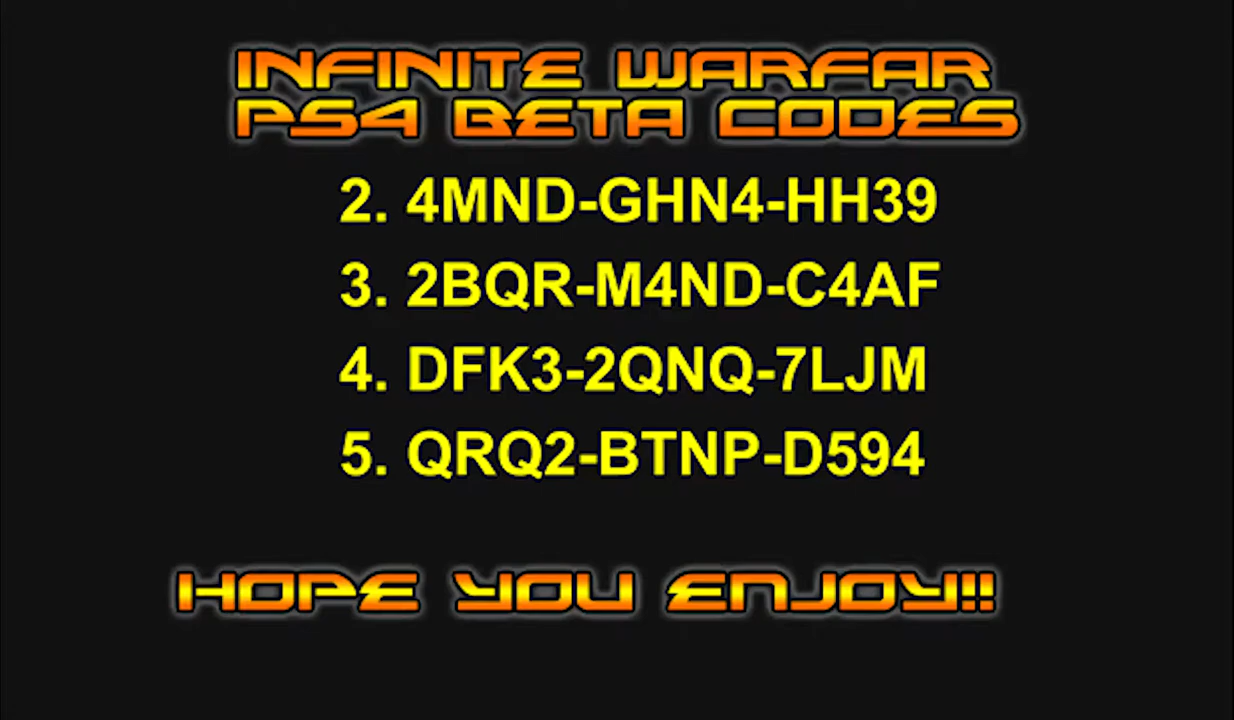 INFINITE WARFAR
PS4 BETA CODES
2. 4MND-GHN4-HH39
3. 2BQR-M4ND-C4AF
4. DFK3-2QNQ-7LJM
5. QRQ2-BTNP-D594
HOPE YOU ENJOY!!